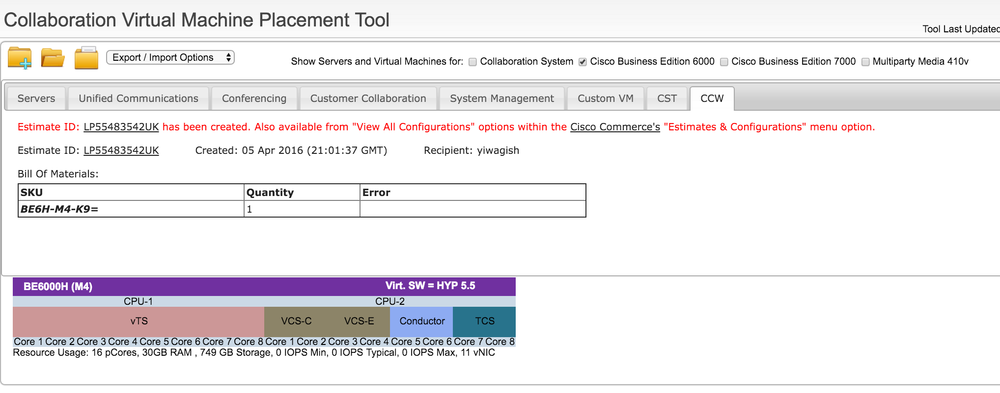 Collaboration Virtual Machine Placement Tool
Tool Last Updated
Export / Import Options
Show Servers and Virtual Machines for: Collaboration System Cisco Business Edition 6000 Cisco Business Edition 7000 Multiparty Media 410v
Servers Unified Communications Conferencing Customer Collaboration System Management Custom VM CST CCW
Estimate ID: LP55483542UK has been created. Also available from "View All Configurations" options within the Cisco Commerce's "Estimates & Configurations" menu option.
Estimate ID: LP55483542UK Created: 05 Apr 2016 (21:01:37 GMT) Recipient: yiwagish
Bill Of Materials:
SKU Quantity Error
BE6H-M4-K9= 1
BE6000H (M4) Virt. SW = HYP 5.5
CPU-1 CPU-2
vTS VCS-C VCS-E Conductor TCS
Core 1 Core 2 Core 3 Core 4 Core 5 Core 6 Core 7 Core 8 Core 1 Core 2 Core 3 Core 4 Core 5 Core 6 Core 7 Core 8
Resource Usage: 16 pCores, 30GB RAM , 749 GB Storage, 0 IOPS Min, 0 IOPS Typical, 0 IOPS Max, 11 vNIC